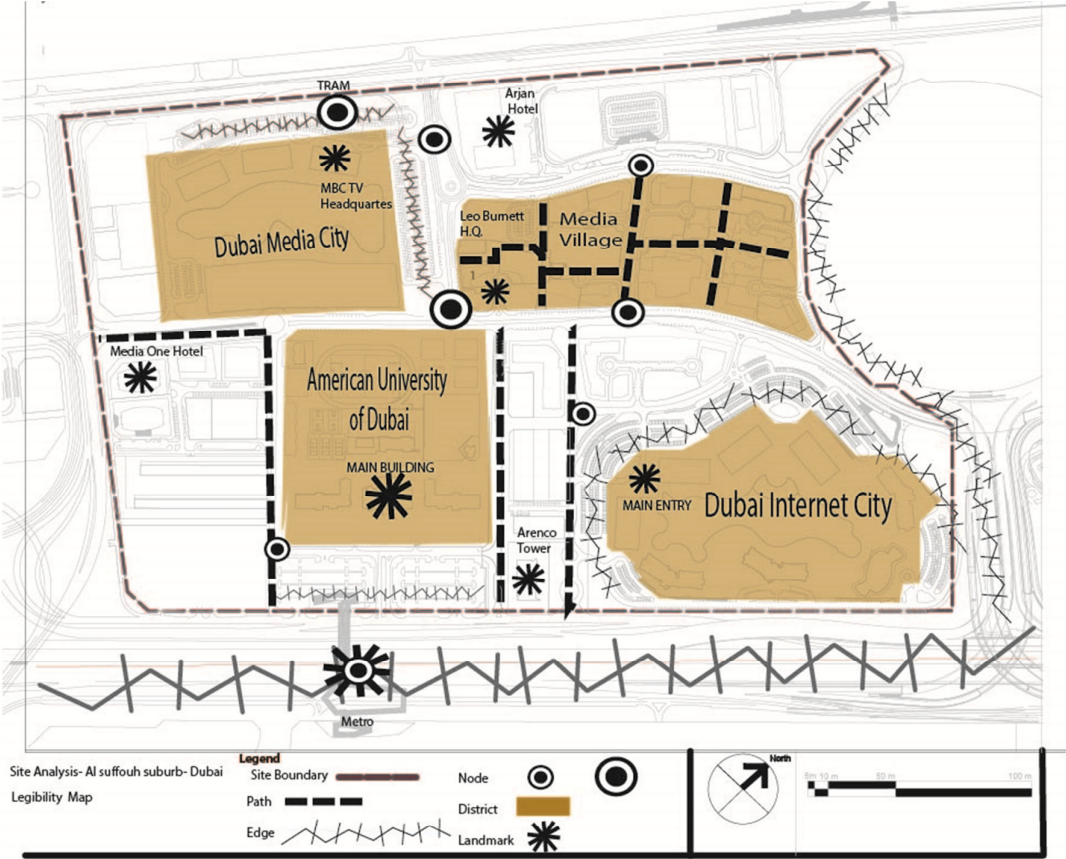 TRAM
Arjan
Hotel
MBC TV
Headquartes
Leo Burnett
H.Q.
Media
Village
1
Dubai Media City
Media One Hotel
American University
of Dubai
MAIN BUILDING
MAIN ENTRY
Dubai Internet City
Arenco
Tower
Metro
Site Analysis- Al suffouh suburb- Dubai
Legibility Map
Legend
Site Boundary
Path
Edge
Node
District
Landmark
North
5m 10 m 50 m 100 m